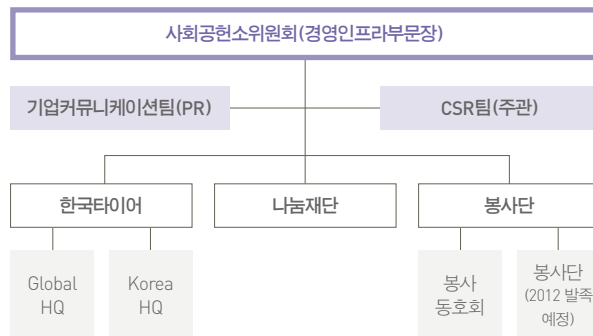 사회공헌소위원회(경영인프라부문장)
기업커뮤니케이션팀(PR)
CSR팀(주관)
한국타이어
나눔재단
봉사단
Global
HQ
Korea
HQ
봉사
동호회
봉사단
(2012 발족
예정)